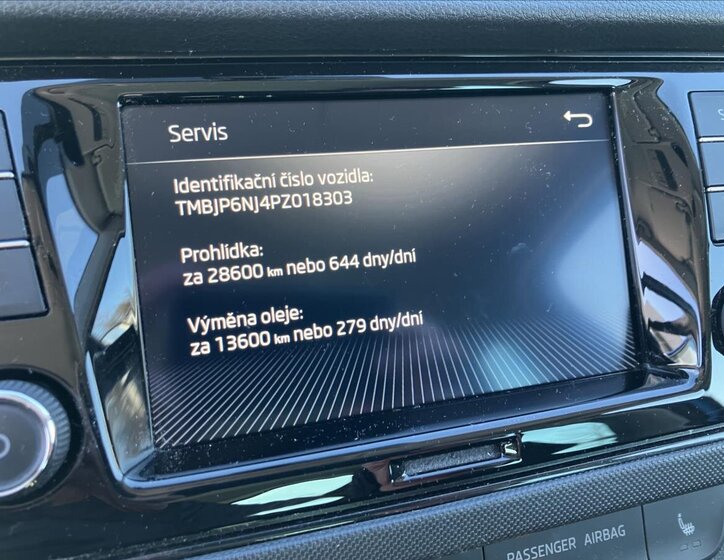 Servis
Identifikační číslo vozidla:
TMBJP6NJ4PZ018303
Prohlídka:
za 28600 km nebo 644 dny/dní
Výměna oleje:
za 13600 km nebo 279 dny/dní
PASSENGER AIRBAG